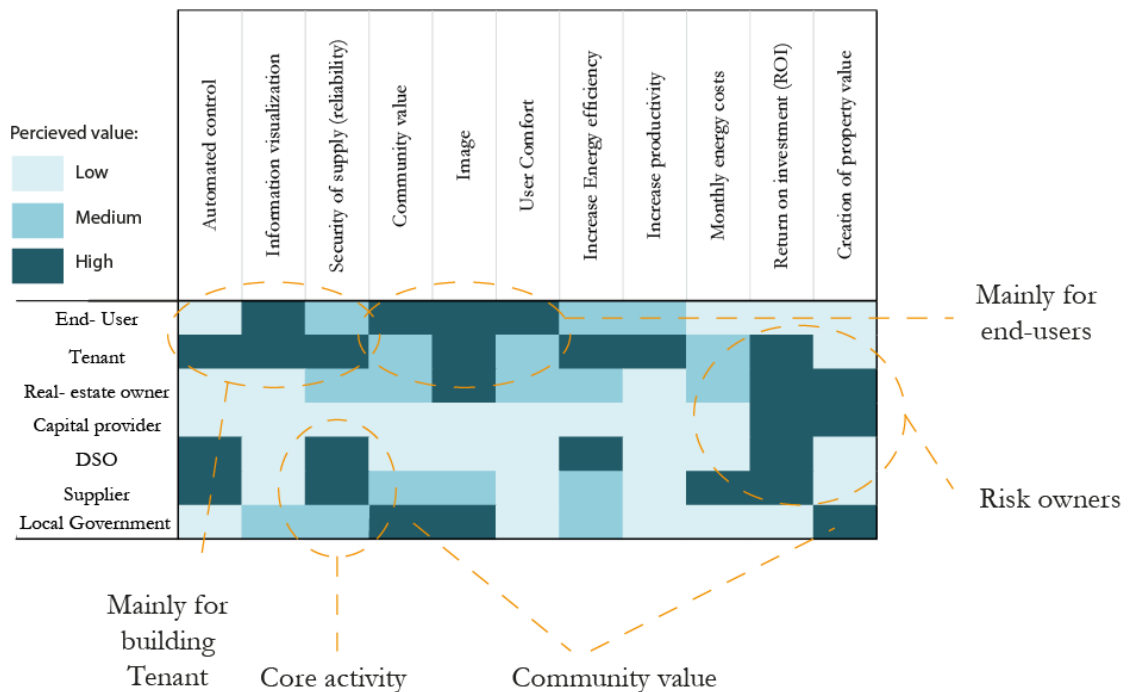 Percieved value:
Low
Medium
High
Automated control
Information visualization
Security of supply (reliability)
Community value
Image
User Comfort
Increase Energy efficiency
Increase productivity
Monthly energy costs
Return on investment (ROI)
Creation of property value
End- User
Tenant
Real- estate owner
Capital provider
DSO
Supplier
Local Government
Mainly for
end-users
Risk owners
Mainly for
building
Tenant
Core activity
Community value